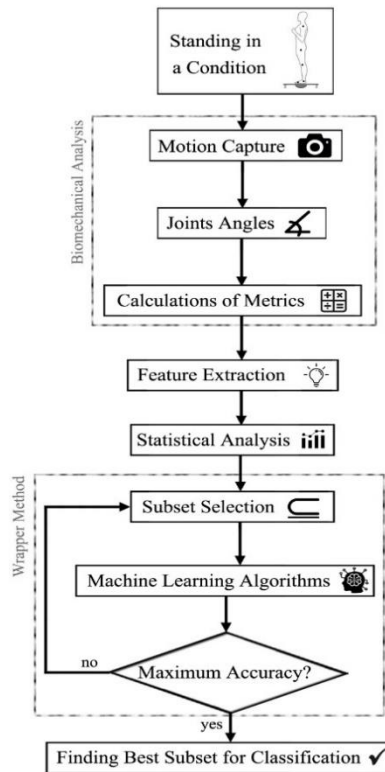 Standing in
a Condition
Biomechanical Analysis
Motion Capture
Joints Angles
Calculations of Metrics
Feature Extraction
Statistical Analysis
Wrapper Method
Subset Selection
Machine Learning Algorithms
Maximum Accuracy?
no
yes
Finding Best Subset for Classification